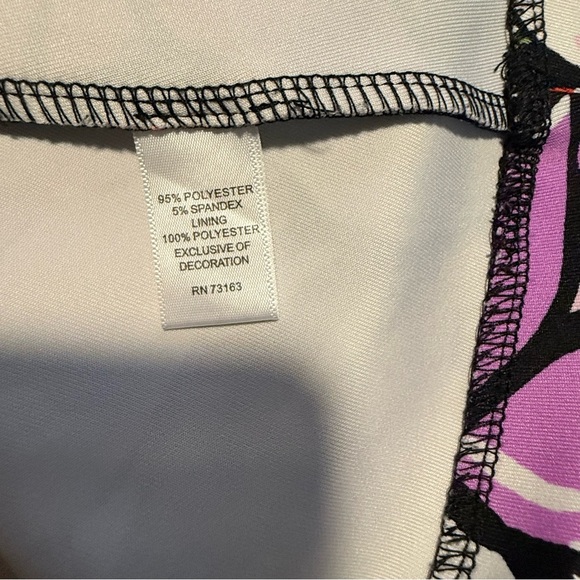 95% POLYESTER
5% SPANDEX
LINING
100% POLYESTER
EXCLUSIVE OF
DECORATION
RN 73163